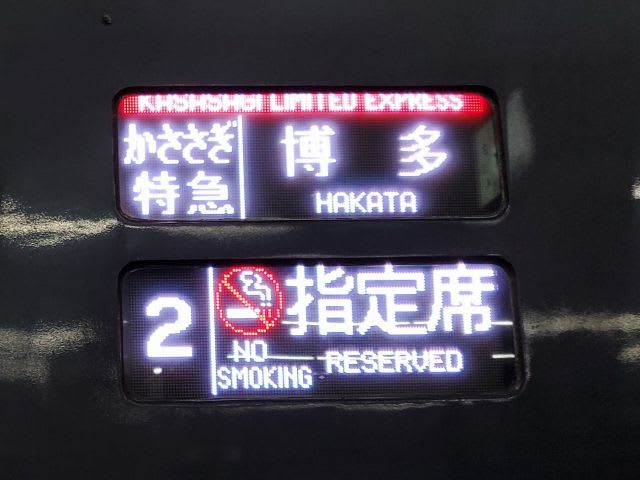 KASASAGI LIMITED EXPRESS
かささぎ 博多
特急 HAKATA
2 指定席
NO SMOKING RESERVED